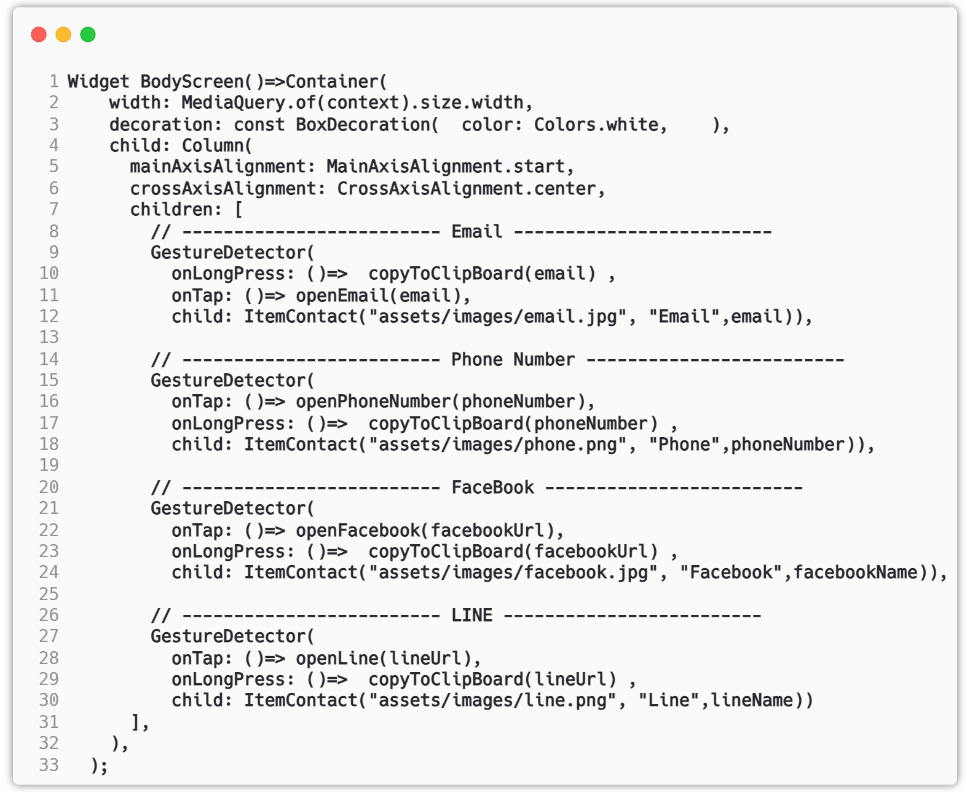 1 Widget BodyScreen()=>Container(
2     width: MediaQuery.of(context).size.width,
3     decoration: const BoxDecoration(  color: Colors.white,    ),
4     child: Column(
5       mainAxisAlignment: MainAxisAlignment.start,
6       crossAxisAlignment: CrossAxisAlignment.center,
7       children: [
8         // ------------------------- Email -------------------------
9         GestureDetector(
10           onLongPress: ()=>  copyToClipBoard(email) ,
11           onTap: ()=> openEmail(email),
12           child: ItemContact("assets/images/email.jpg", "Email",email)),
13
14         // ------------------------- Phone Number -------------------------
15         GestureDetector(
16           onTap: ()=> openPhoneNumber(phoneNumber),
17           onLongPress: ()=>  copyToClipBoard(phoneNumber) ,
18           child: ItemContact("assets/images/phone.png", "Phone",phoneNumber)),
19
20         // ------------------------- FaceBook -------------------------
21         GestureDetector(
22           onTap: ()=> openFacebook(facebookUrl),
23           onLongPress: ()=>  copyToClipBoard(facebookUrl) ,
24           child: ItemContact("assets/images/facebook.jpg", "Facebook",facebookName)),
25
26         // ------------------------- LINE -------------------------
27         GestureDetector(
28           onTap: ()=> openLine(lineUrl),
29           onLongPress: ()=>  copyToClipBoard(lineUrl) ,
30           child: ItemContact("assets/images/line.png", "Line",lineName))
31       ],
32     ),
33   );